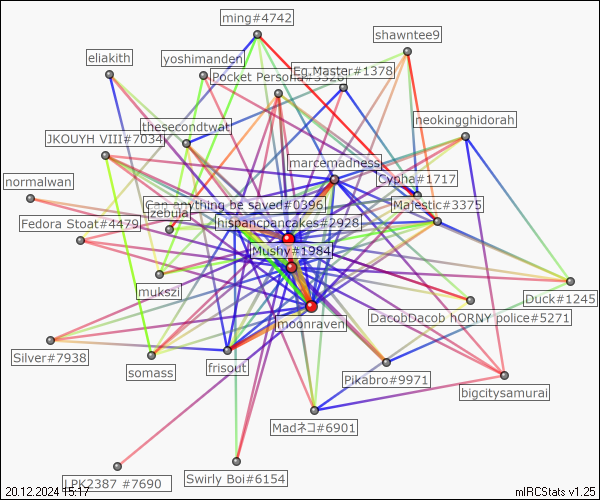 ming#4742
shawntee9
eliakith
yoshimanden
Eg.Master#1378
Pocket Persona#5326
neokingghidorah
thesecondtwat
JKOUYH VIII#7034
marcemadness
Cypha#1717
normalwan
Can anything be saved#0396
Majestic#3375
zebula
Fedora Stoat#4479
hispancpancakes#2928
Mushy#1984
mukszi
Duck#1245
DacobDacob hORNY police#5271
moonraven
Silver#7938
somass
frisout
Pikabro#9971
bigcitysamurai
Madネコ#6901
Swirly Boi#6154
LPK2387 #7690
20.12.2024 15:17
mIRCStats v1.25